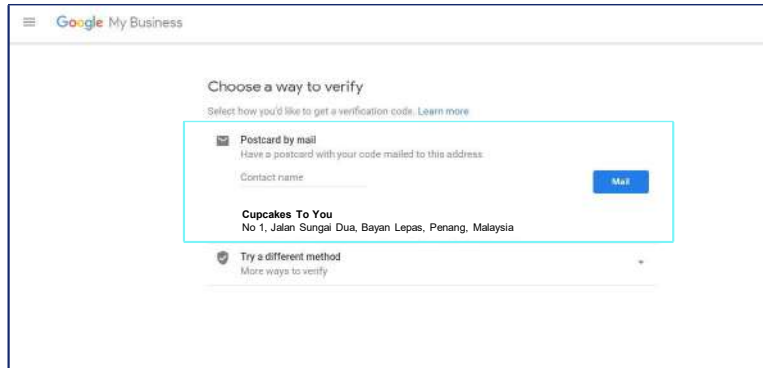 Google My Business
Choose a way to verify
Select how you'd like to get a verification code. Learn more
Postcard by mail
Have a postcard with your code mailed to this address:
Contact name
Mail
Cupcakes To You
No 1, Jalan Sungai Dua, Bayan Lepas, Penang, Malaysia
Try a different method
More ways to verify